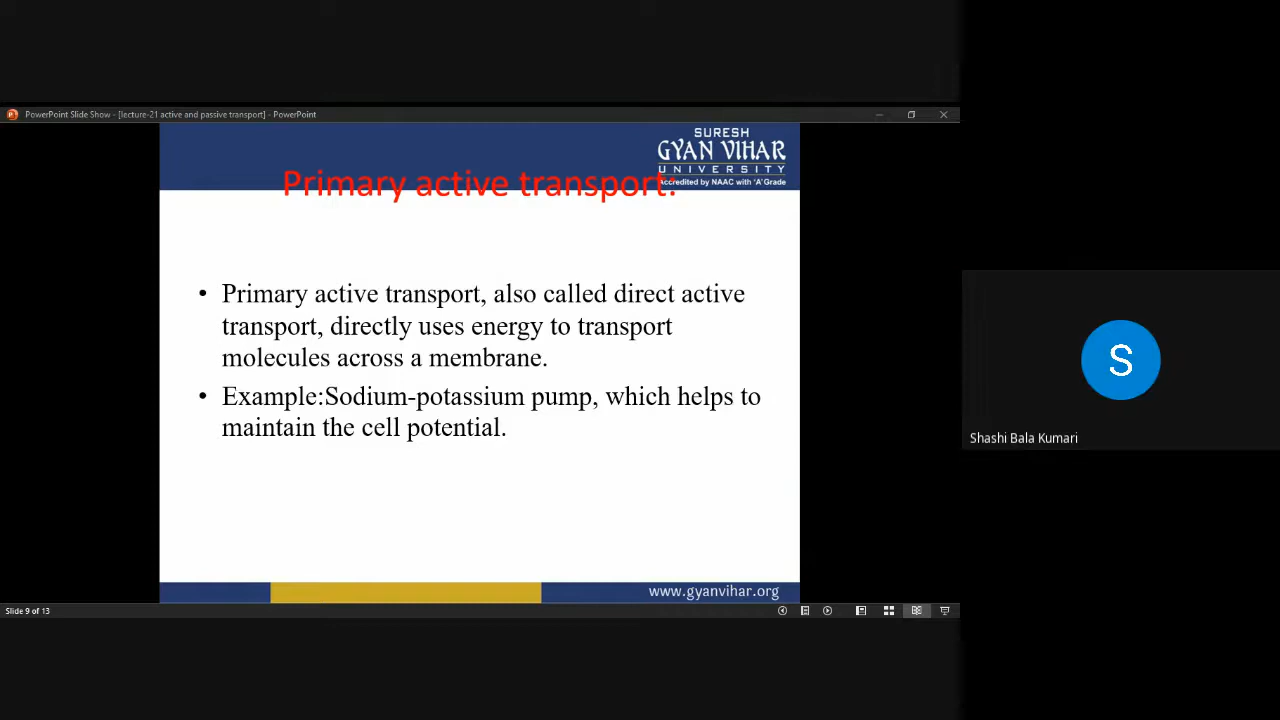 PowerPoint Slide Show - [lecture-21 active and passive transport] - PowerPoint
SURESH
GYAN VIHAR
UNIVERSITY
Accredited by NAAC with 'A' Grade
Primary active transport:
• Primary active transport, also called direct active
transport, directly uses energy to transport
molecules across a membrane.
• Example:Sodium-potassium pump, which helps to
maintain the cell potential.
www.gyanvihar.org
Slide 9 of 13
S
Shashi Bala Kumari